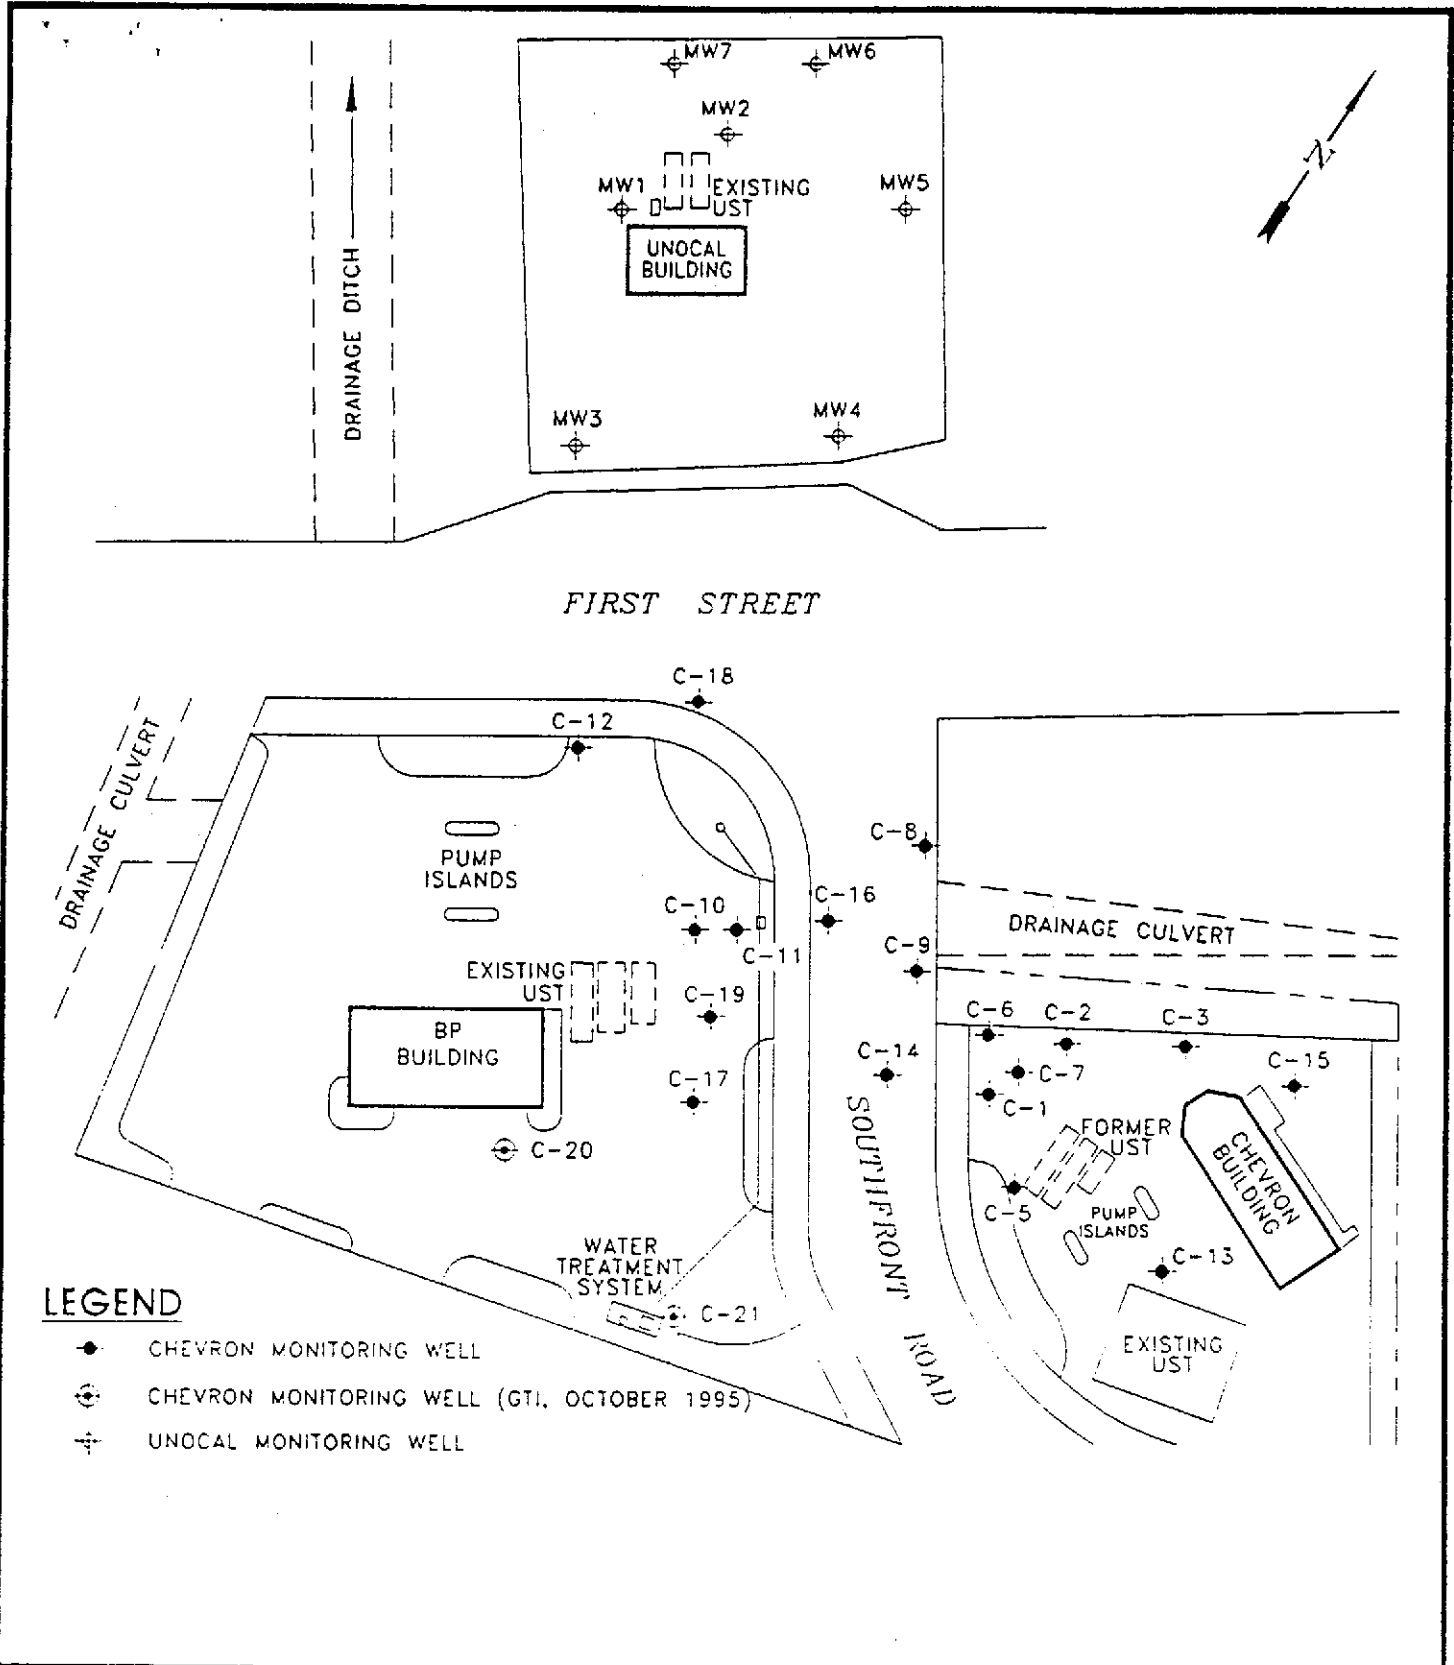 MW7
MW6
MW2
MW1
EXISTING
UST
MW5
N
UNOCAL
BUILDING
DRAINAGE DITCH
MW3
MW4
FIRST STREET
C-18
C-12
DRAINAGE CULVERT
PUMP
ISLANDS
C-8
C-10
C-16
C-11
DRAINAGE CULVERT
C-9
EXISTING
UST
C-19
C-6
C-2
C-3
BP
BUILDING
C-14
C-7
C-15
C-17
C-1
FORMER
UST
CHEVRON
BUILDING
C-20
C-5
PUMP
ISLANDS
SOUTHFRONT ROAD
WATER
TREATMENT
SYSTEM
C-13
C-21
EXISTING
UST
LEGEND
CHEVRON MONITORING WELL
CHEVRON MONITORING WELL (GTI, OCTOBER 1995)
UNOCAL MONITORING WELL